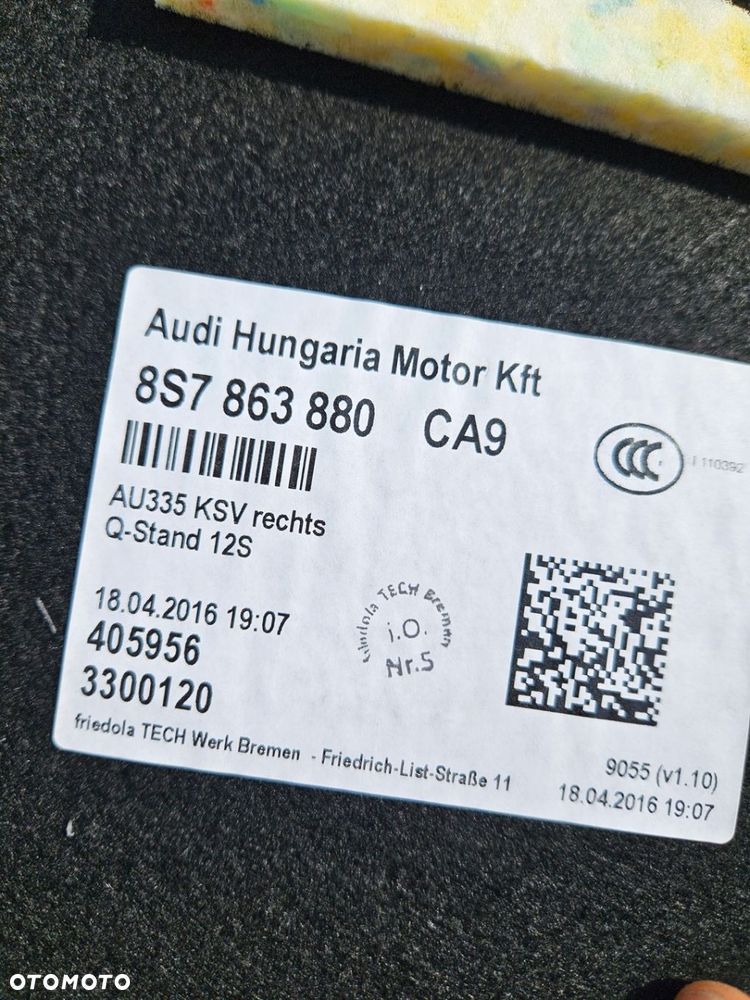 Audi Hungaria Motor Kft
8S7 863 880 CA9
CCC
110392
AU335 KSV rechts
Q-Stand 12S
18.04.2016 19:07
405956
3300120
friedola TECH Bremen
i.O.
Nr.5
friedola TECH Werk Bremen - Friedrich-List-Straße 11
9055 (v1.10)
18.04.2016 19:07
OTOMOTO